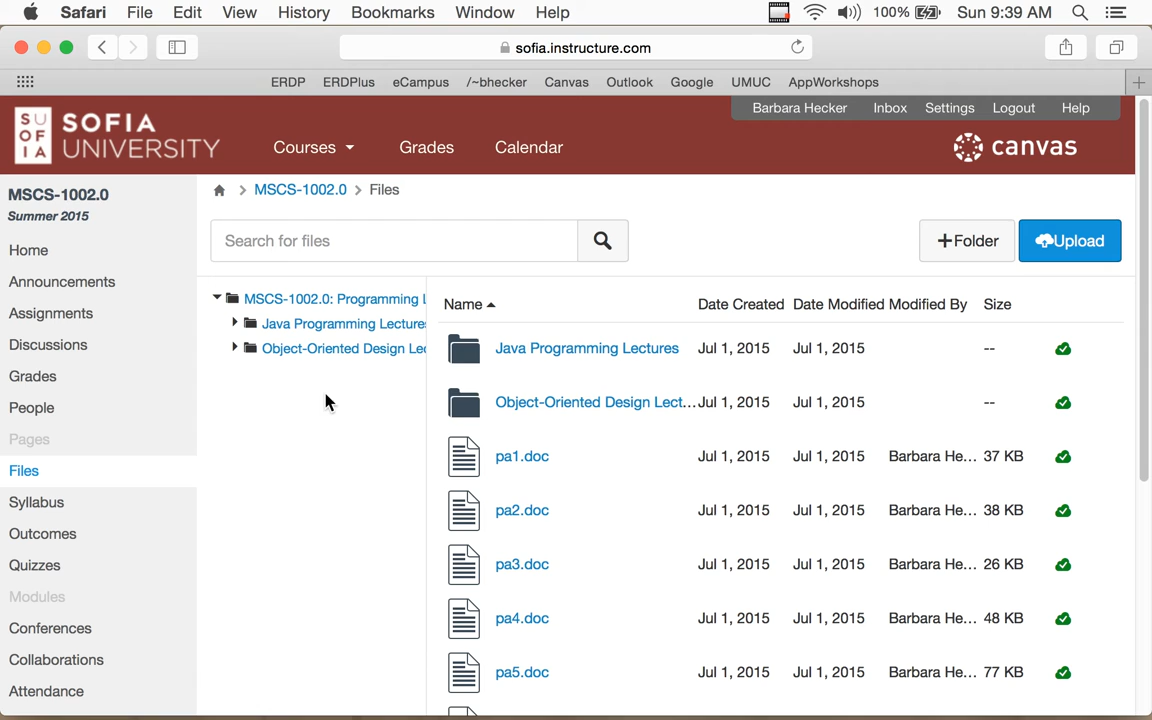 Safari File Edit View History Bookmarks Window Help 100% Sun 9:39 AM
sofia.instructure.com
ERDP ERDPlus eCampus /~bhecker Canvas Outlook Google UMUC AppWorkshops
Barbara Hecker Inbox Settings Logout Help
SU OF IA SOFIA UNIVERSITY
Courses Grades Calendar
canvas
MSCS-1002.0
Summer 2015
Home
Announcements
Assignments
Discussions
Grades
People
Pages
Files
Syllabus
Outcomes
Quizzes
Modules
Conferences
Collaborations
Attendance
MSCS-1002.0 > Files
Search for files
+Folder
Upload
MSCS-1002.0: Programming
Java Programming Lectures
Object-Oriented Design Lec
Name Date Created Date Modified Modified By Size
Java Programming Lectures Jul 1, 2015 Jul 1, 2015 --
Object-Oriented Design Lect... Jul 1, 2015 Jul 1, 2015 --
pa1.doc Jul 1, 2015 Jul 1, 2015 Barbara He... 37 KB
pa2.doc Jul 1, 2015 Jul 1, 2015 Barbara He... 38 KB
pa3.doc Jul 1, 2015 Jul 1, 2015 Barbara He... 26 KB
pa4.doc Jul 1, 2015 Jul 1, 2015 Barbara He... 48 KB
pa5.doc Jul 1, 2015 Jul 1, 2015 Barbara He... 77 KB